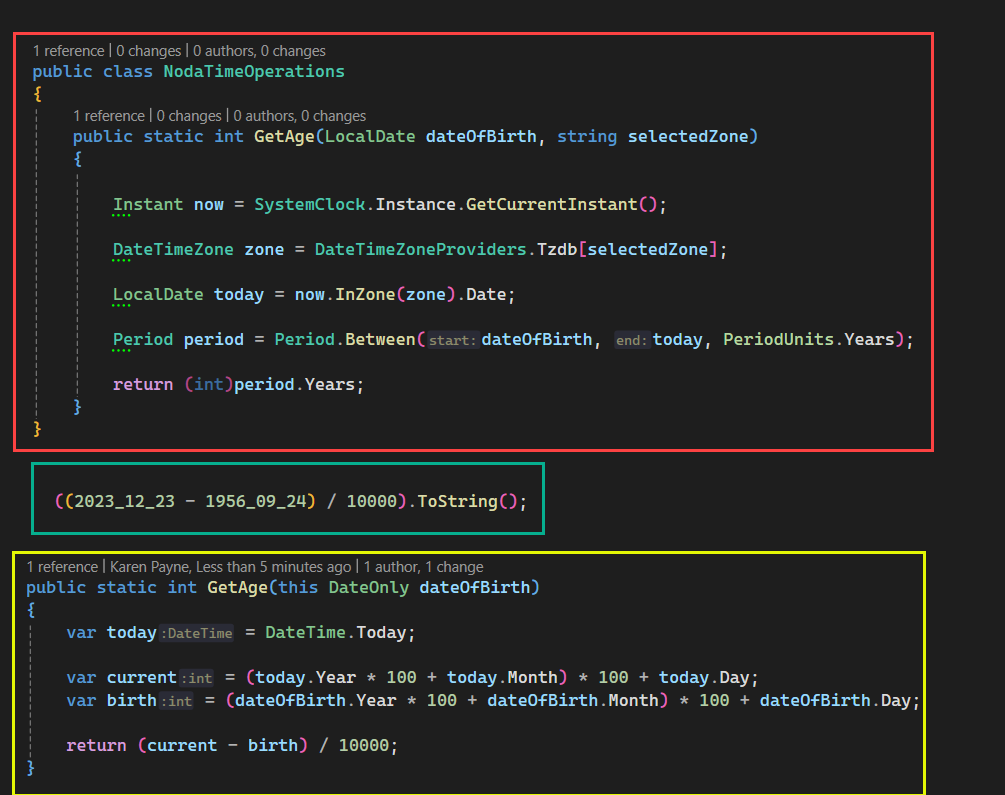 1 reference | 0 changes | 0 authors, 0 changes
public class NodaTimeOperations
{
1 reference | 0 changes | 0 authors, 0 changes
public static int GetAge(LocalDate dateOfBirth, string selectedZone)
{
Instant now = SystemClock.Instance.GetCurrentInstant();
DateTimeZone zone = DateTimeZoneProviders.Tzdb[selectedZone];
LocalDate today = now.InZone(zone).Date;
Period period = Period.Between(start:dateOfBirth, end:today, PeriodUnits.Years);
return (int)period.Years;
}
}
((2023_12_23 - 1956_09_24) / 10000).ToString();
1 reference | Karen Payne, Less than 5 minutes ago | 1 author, 1 change
public static int GetAge(this DateOnly dateOfBirth)
{
var today:DateTime = DateTime.Today;
var current:int = (today.Year * 100 + today.Month) * 100 + today.Day;
var birth:int = (dateOfBirth.Year * 100 + dateOfBirth.Month) * 100 + dateOfBirth.Day;
return (current - birth) / 10000;
}